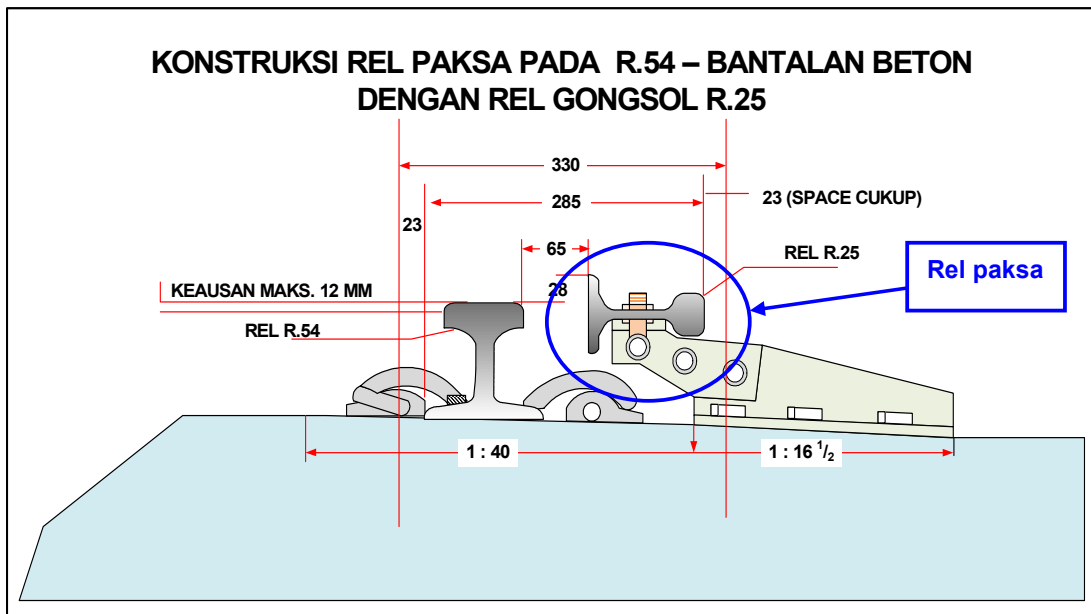 KONSTRUKSI REL PAKSA PADA R.54 – BANTALAN BETON
DENGAN REL GONGSOL R.25
330
285
23 (SPACE CUKUP)
23
65
REL R.25
Rel paksa
KEAUSAN MAKS. 12 MM
28
REL R.54
1 : 40
1 : 16 1/2